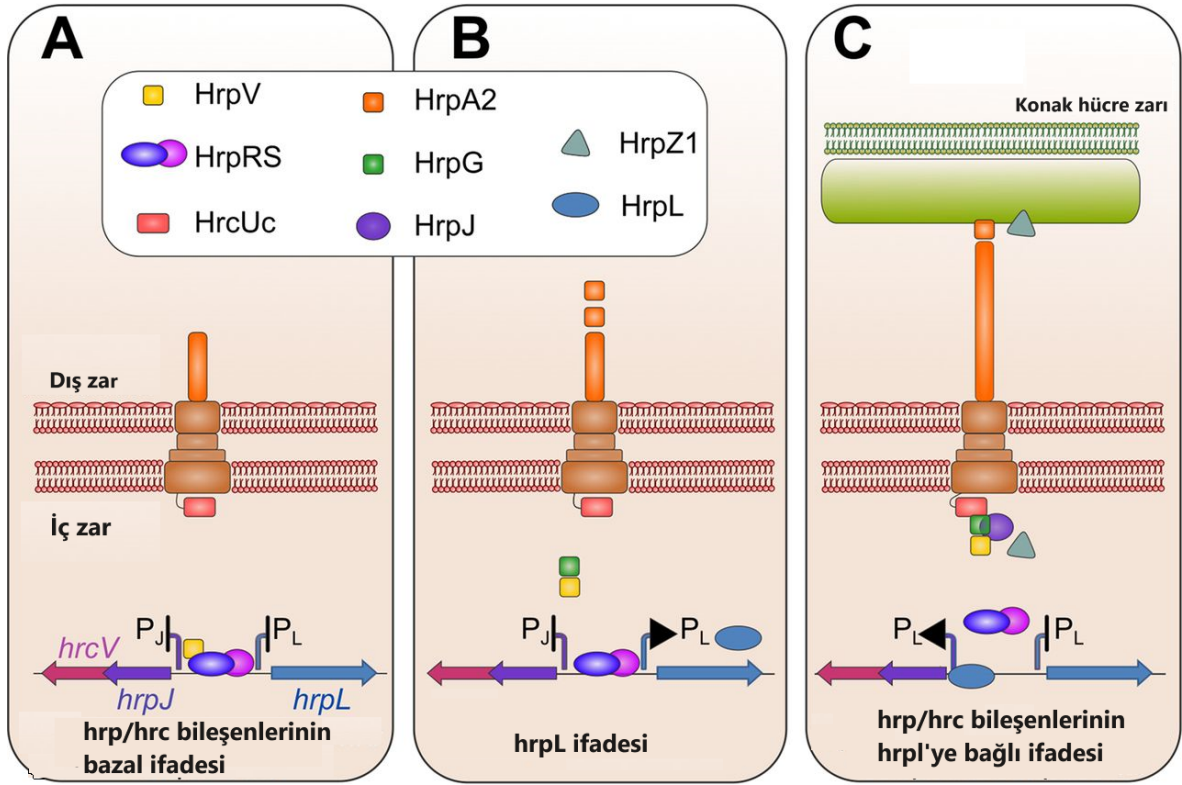 A
B
C
HrpV
HrpRS
HrcUc
HrpA2
HrpG
HrpJ
HrpZ1
HrpL
Dış zar
İç zar
PJ
PL
hrcV
hrpJ
hrpL
hrp/hrc bileşenlerinin
bazal ifadesi
PJ
PL
hrpL ifadesi
Konak hücre zarı
PL
PL
hrp/hrc bileşenlerinin
hrpl'ye bağlı ifadesi